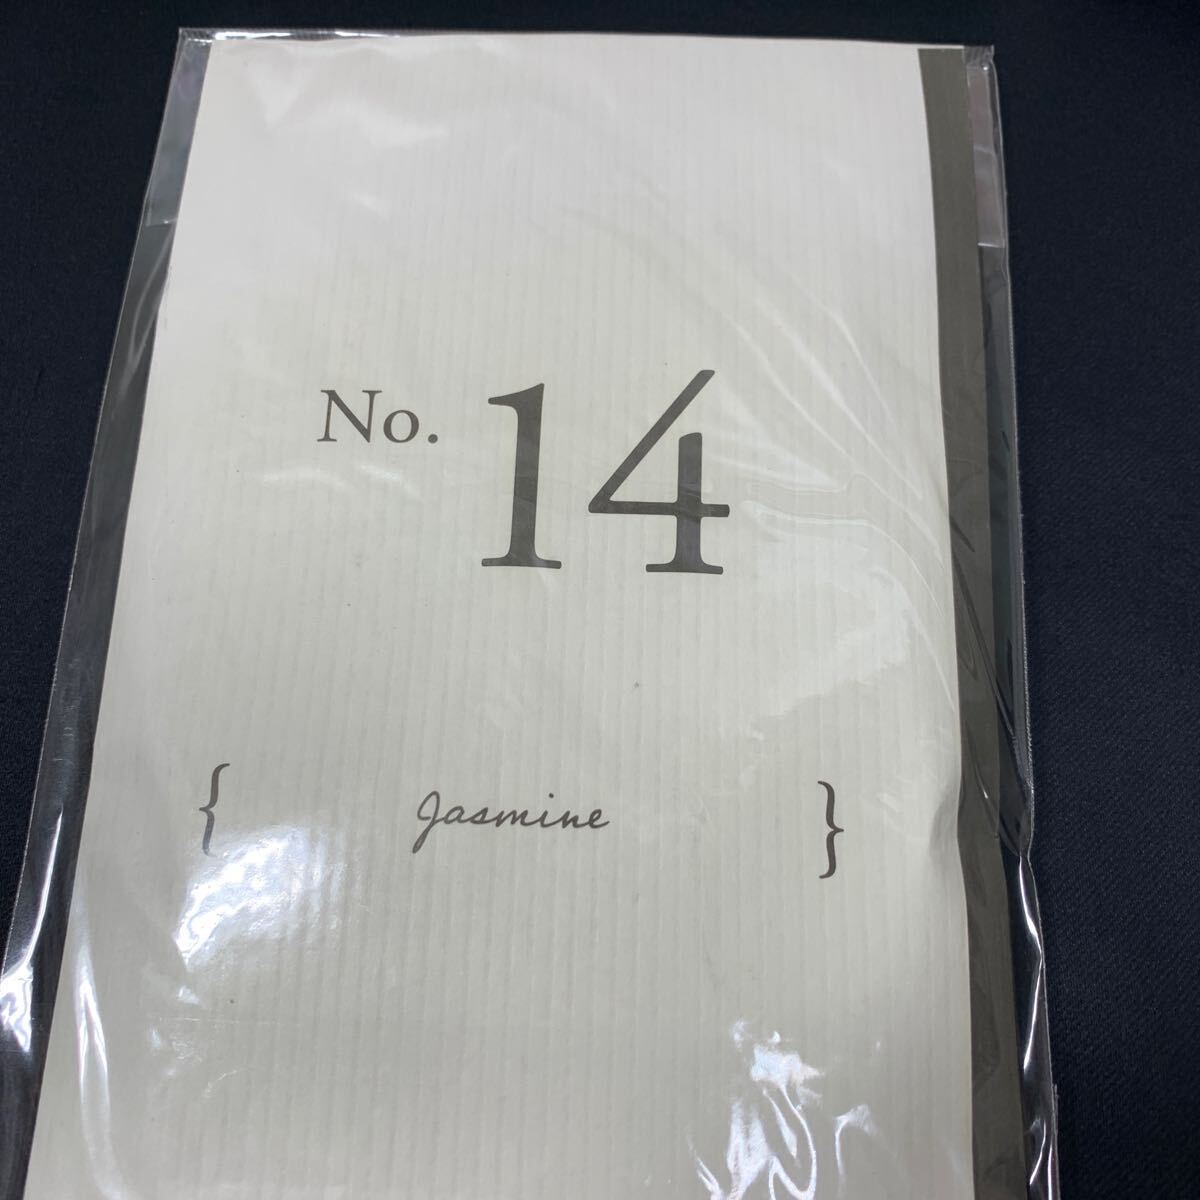 No. 14
{ Jasmine }